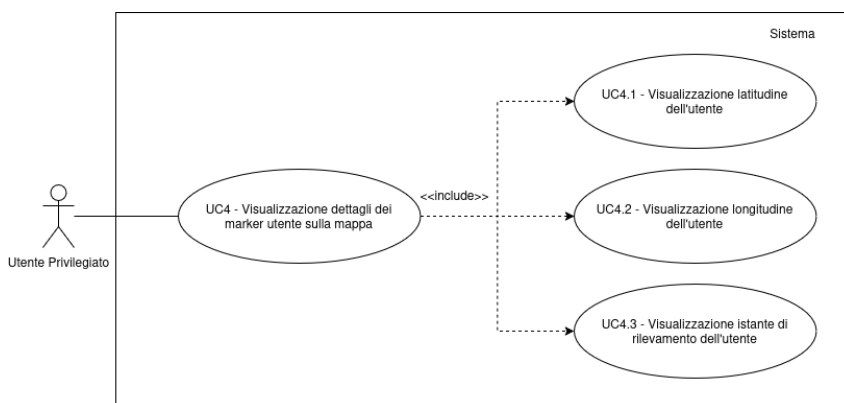 Sistema
UC4.1 - Visualizzazione latitudine
dell'utente
UC4 - Visualizzazione dettagli dei
marker utente sulla mappa
<<include>>
UC4.2 - Visualizzazione longitudine
dell'utente
Utente Privilegiato
UC4.3 - Visualizzazione istante di
rilevamento dell'utente